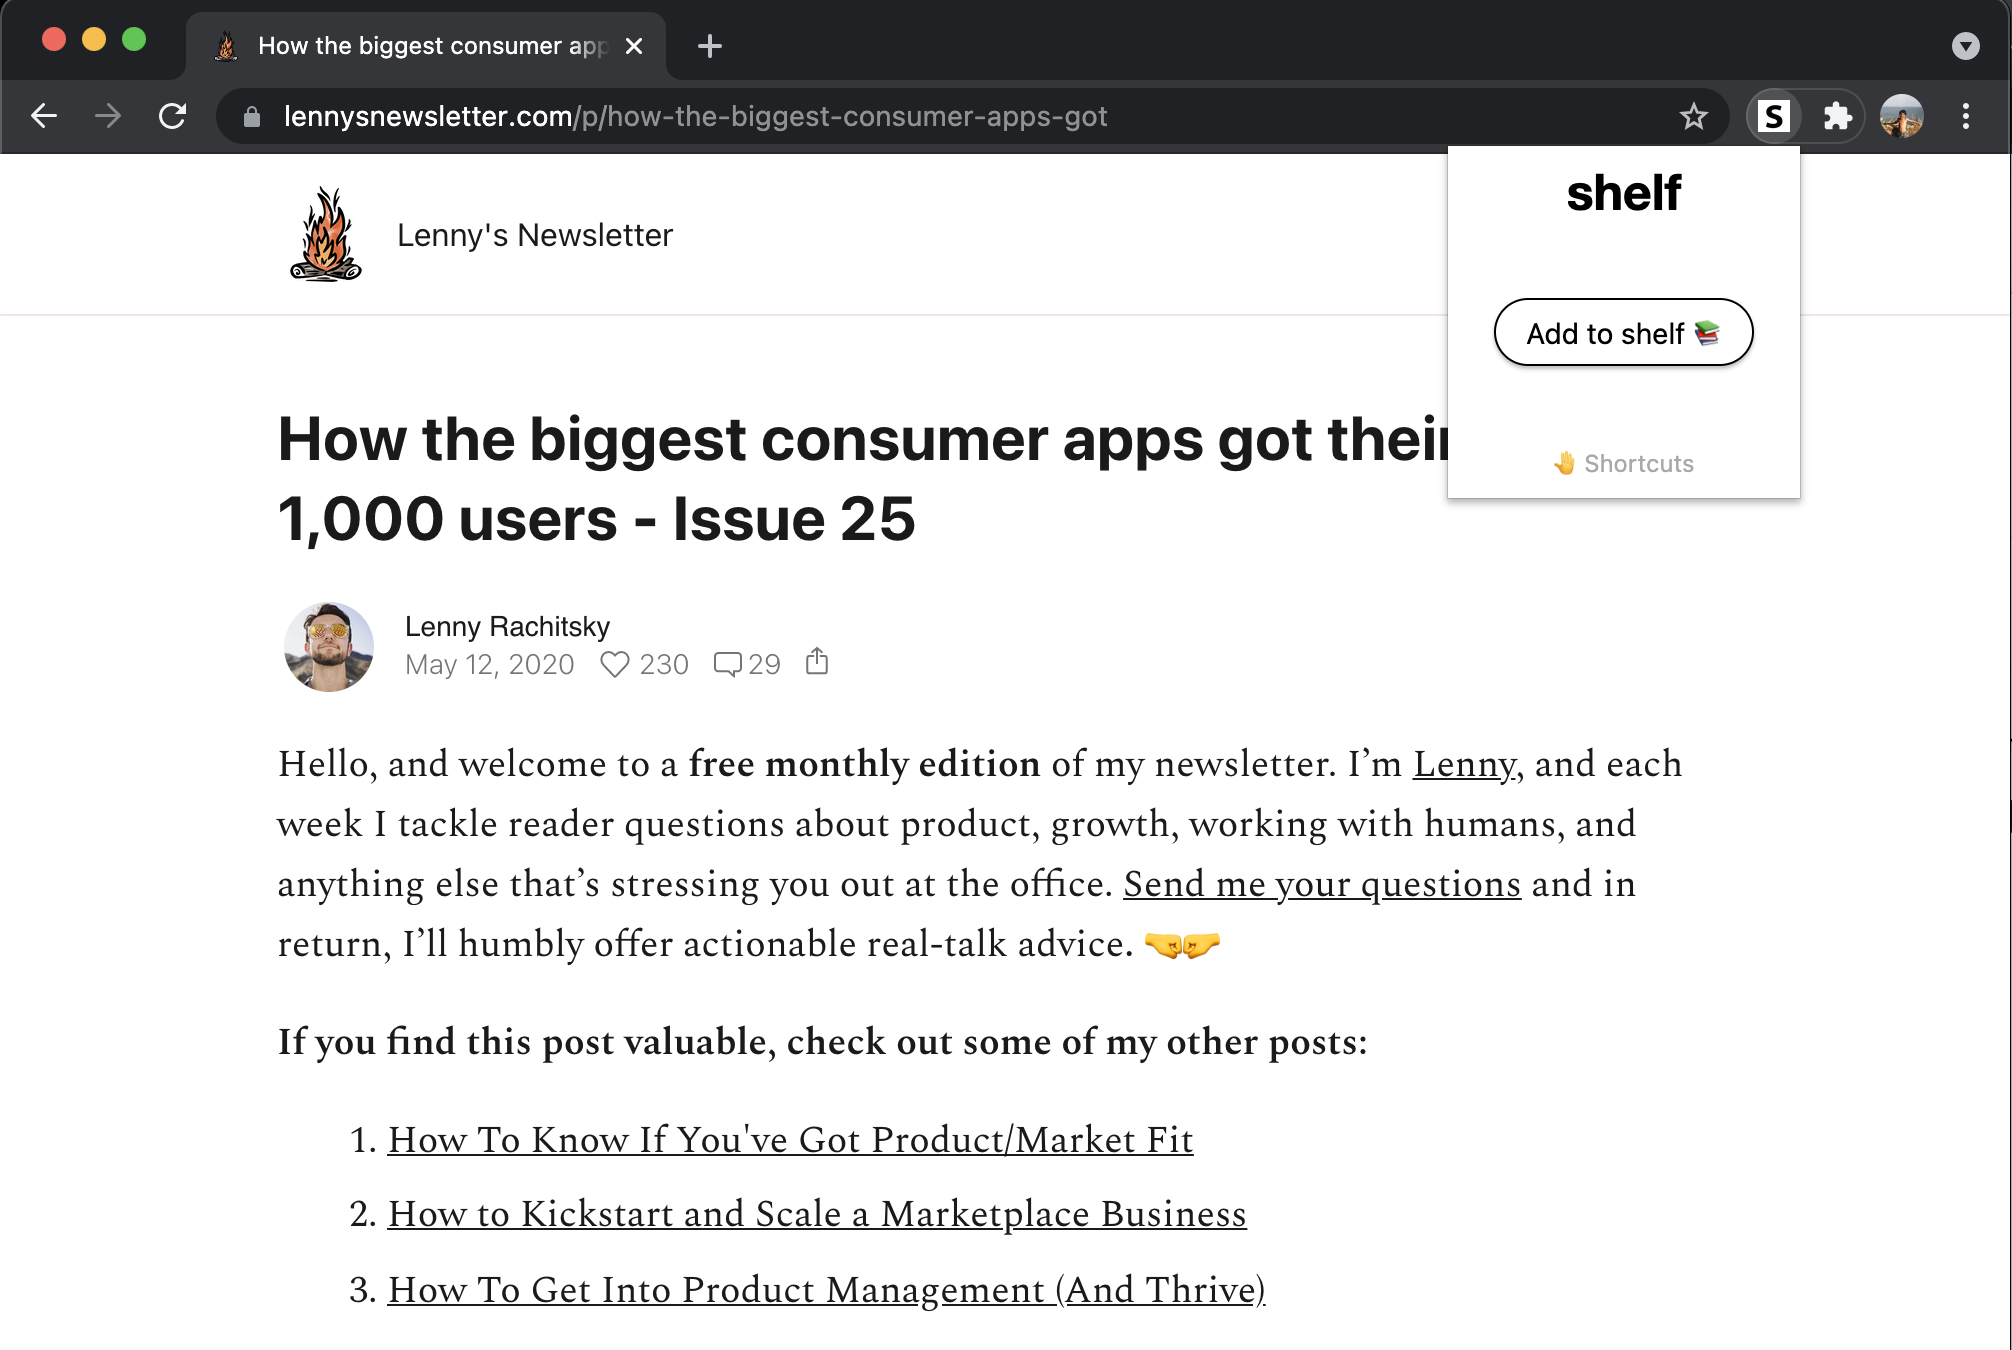 How the biggest consumer app
lennysnewsletter.com/p/how-the-biggest-consumer-apps-got
S
shelf
Add to shelf 📚
🤚 Shortcuts
Lenny's Newsletter
How the biggest consumer apps got their
1,000 users - Issue 25
Lenny Rachitsky
May 12, 2020 230 29
Hello, and welcome to a free monthly edition of my newsletter. I’m Lenny, and each
week I tackle reader questions about product, growth, working with humans, and
anything else that’s stressing you out at the office. Send me your questions and in
return, I’ll humbly offer actionable real-talk advice. 🤜🤛
If you find this post valuable, check out some of my other posts:
1. How To Know If You've Got Product/Market Fit
2. How to Kickstart and Scale a Marketplace Business
3. How To Get Into Product Management (And Thrive)